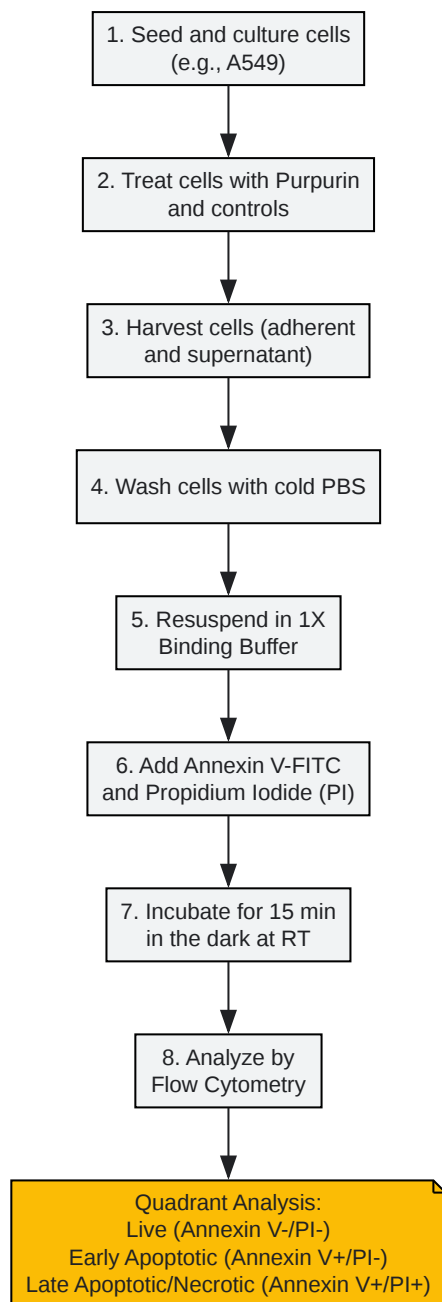 1. Seed and culture cells
(e.g., A549)
2. Treat cells with Purpurin
and controls
3. Harvest cells (adherent
and supernatant)
4. Wash cells with cold PBS
5. Resuspend in 1X
Binding Buffer
6. Add Annexin V-FITC
and Propidium Iodide (PI)
7. Incubate for 15 min
in the dark at RT
8. Analyze by
Flow Cytometry
Quadrant Analysis:
Live (Annexin V-/PI-)
Early Apoptotic (Annexin V+/PI-)
Late Apoptotic/Necrotic (Annexin V+/PI+)